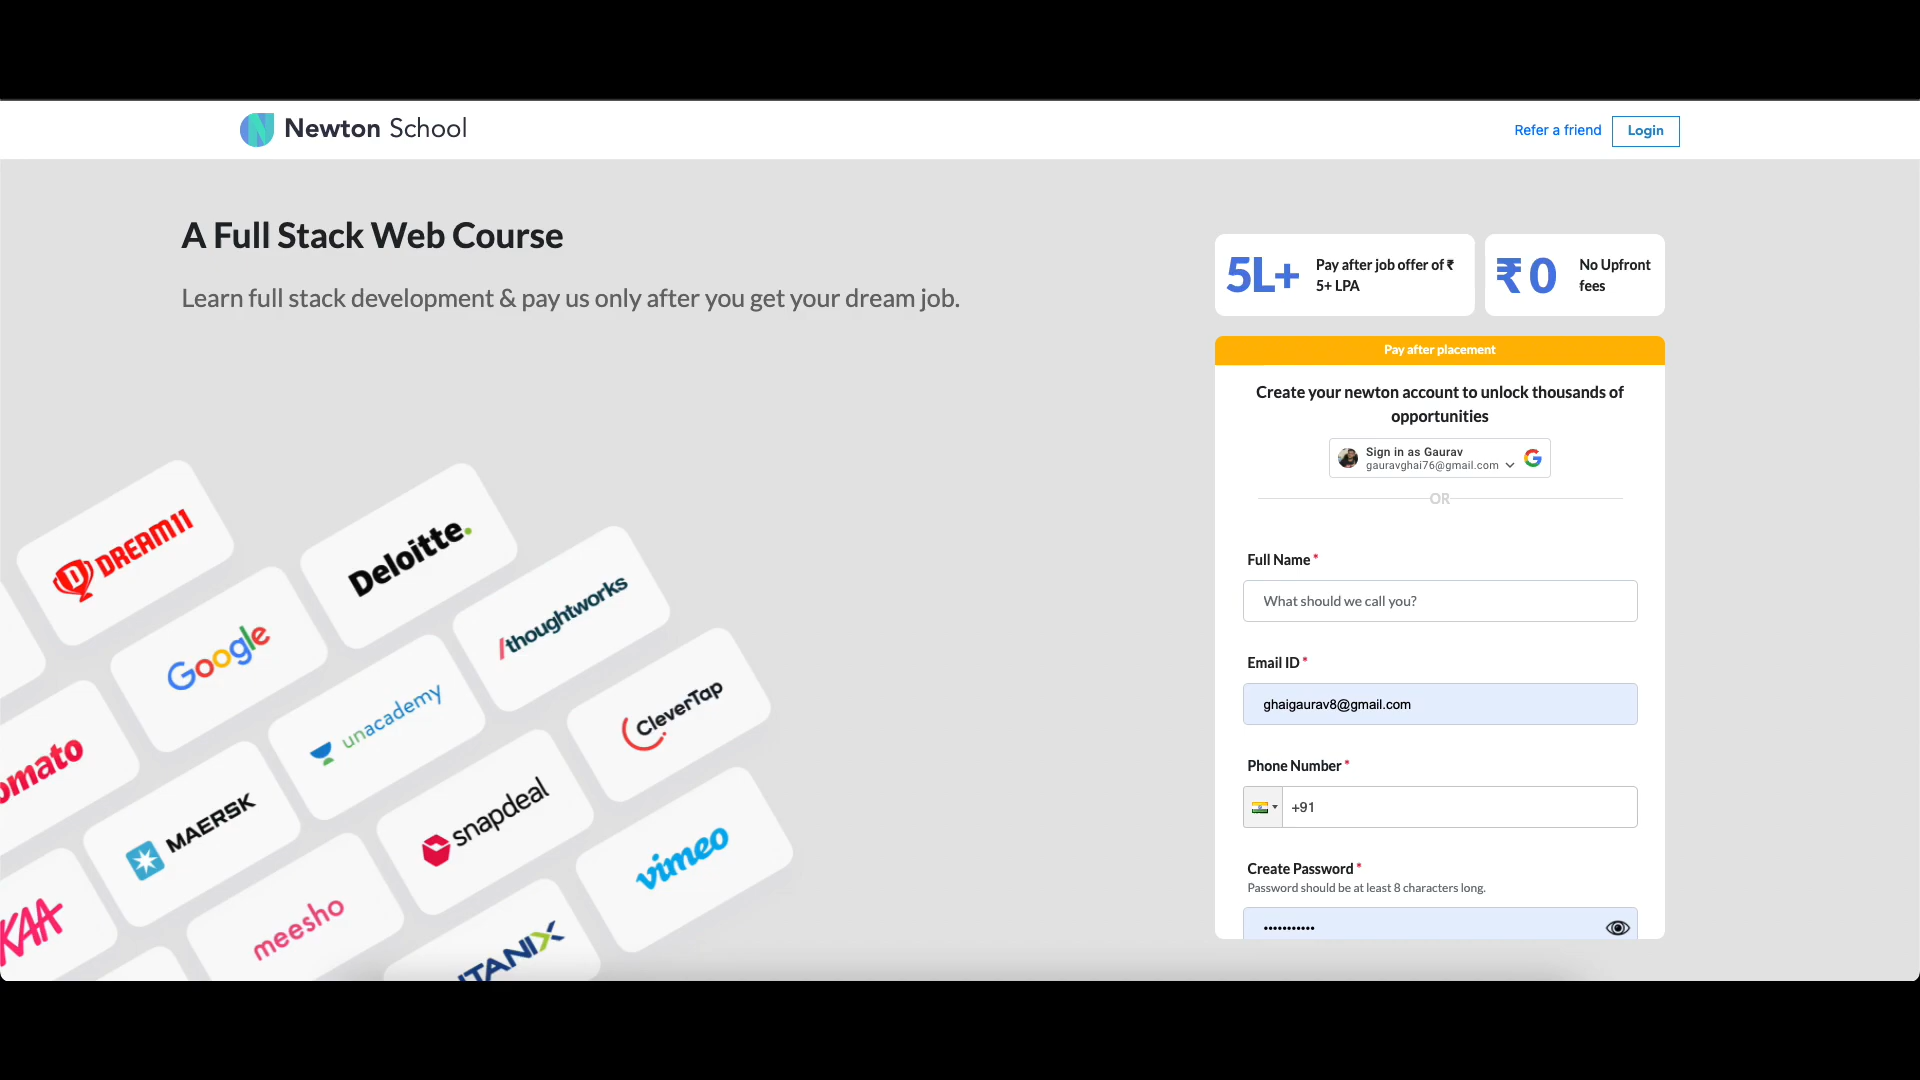 Newton School
Refer a friend
Login
A Full Stack Web Course
Learn full stack development & pay us only after you get your dream job.
5L+
Pay after job offer of ₹
5+ LPA
₹ 0
No Upfront
fees
Pay after placement
Create your newton account to unlock thousands of
opportunities
Sign in as Gaurav
gauravghai76@gmail.com
OR
Full Name *
What should we call you?
Email ID *
ghaigaurav8@gmail.com
Phone Number *
+91
Create Password *
Password should be at least 8 characters long.
•••••••••••
DREAM11
Deloitte.
Google
/thoughtworks
omato
unacademy
CleverTap
MAERSK
snapdeal
vimeo
KAA
meesho
ITANIX